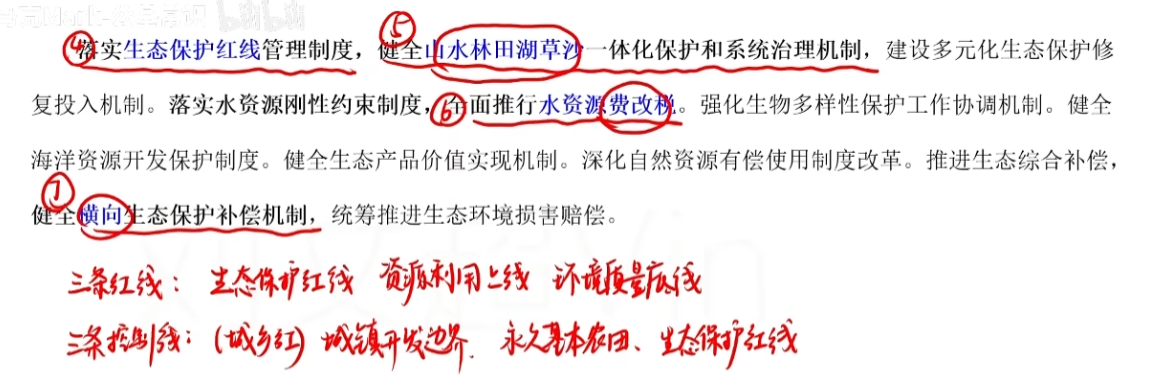 ④落实生态保护红线管理制度，⑤健全山水林田湖草沙一体化保护和系统治理机制，建设多元化生态保护修
复投入机制。落实水资源刚性约束制度，⑥全面推行水资源费改税。强化生物多样性保护工作协调机制。健全
海洋资源开发保护制度。健全生态产品价值实现机制。深化自然资源有偿使用制度改革。推进生态综合补偿，
⑦健全横向生态保护补偿机制，统筹推进生态环境损害赔偿。
三条红线：生态保护红线 资源利用上线 环境质量底线
三条控制线：(城乡红) 城镇开发边界、永久基本农田、生态保护红线